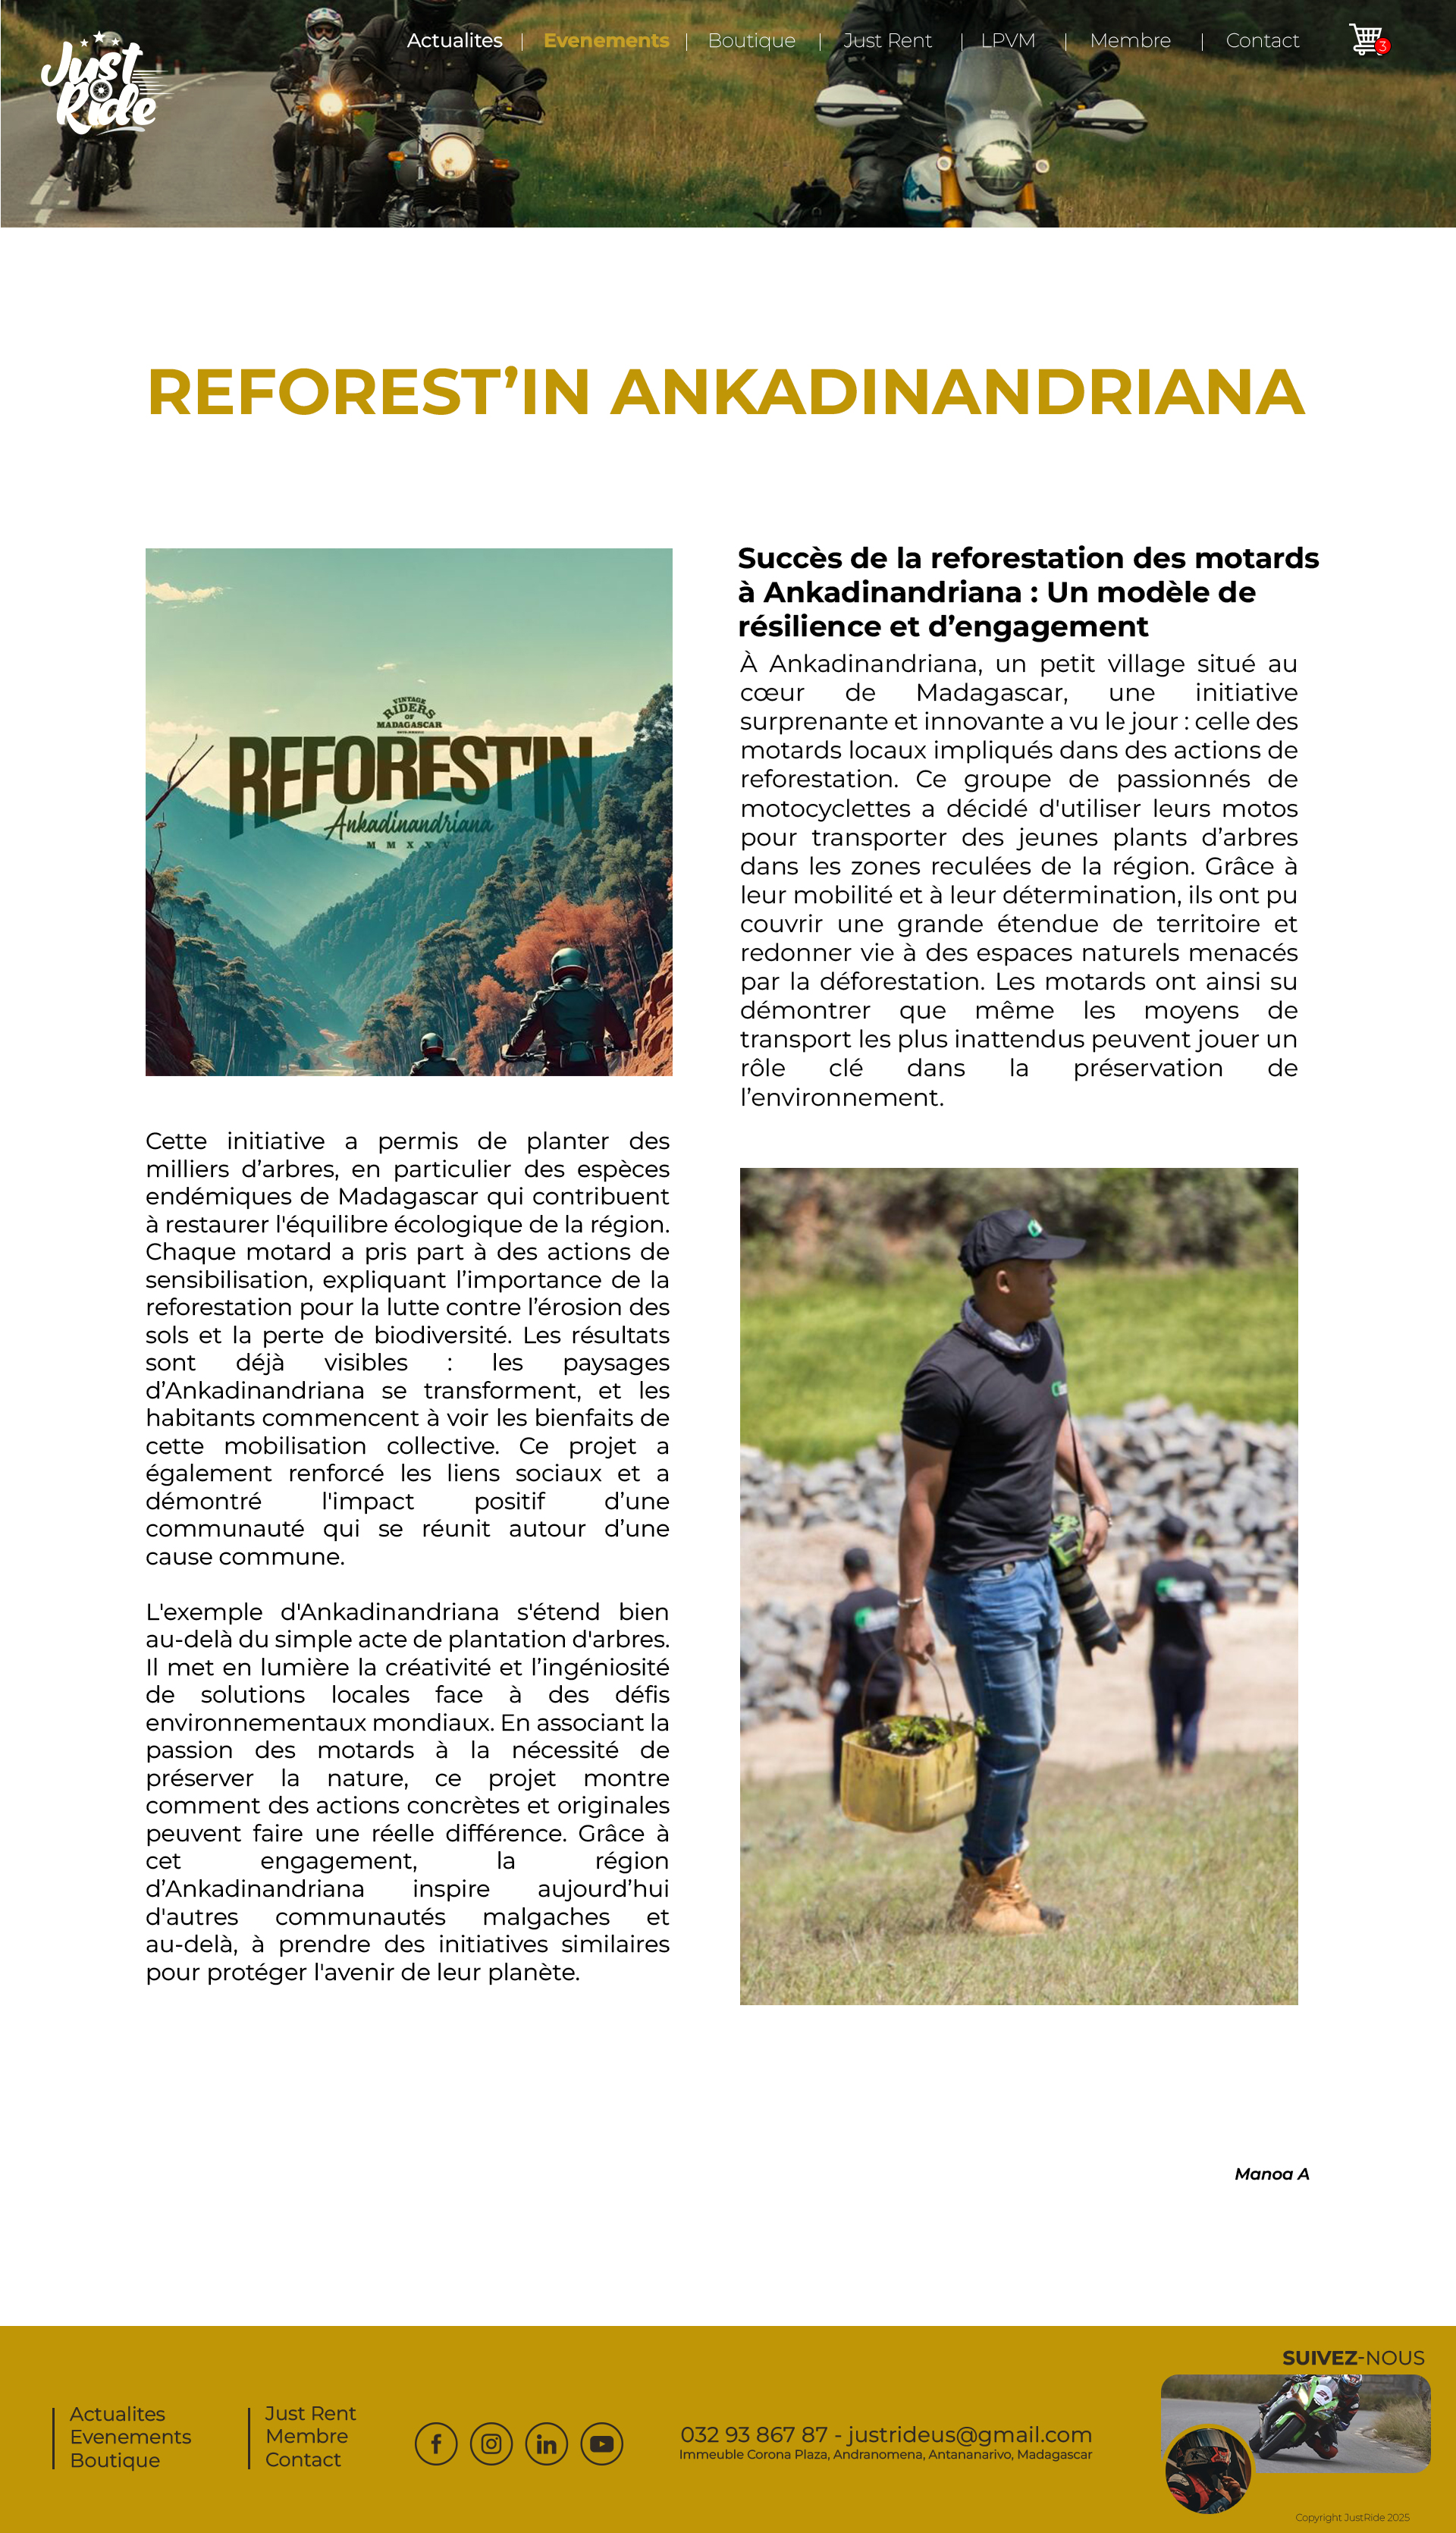 Just
Ride
Actualites | Evenements | Boutique | Just Rent | LPVM | Membre | Contact
3
REFOREST’IN ANKADINANDRIANA
VINTAGE
RIDERS
OF
MADAGASCAR
REFOREST'IN
Ankadinandriana
MMXXV
Succès de la reforestation des motards
à Ankadinandriana : Un modèle de
résilience et d’engagement
À Ankadinandriana, un petit village situé au
cœur de Madagascar, une initiative
surprenante et innovante a vu le jour : celle des
motards locaux impliqués dans des actions de
reforestation. Ce groupe de passionnés de
motocyclettes a décidé d'utiliser leurs motos
pour transporter des jeunes plants d’arbres
dans les zones reculées de la région. Grâce à
leur mobilité et à leur détermination, ils ont pu
couvrir une grande étendue de territoire et
redonner vie à des espaces naturels menacés
par la déforestation. Les motards ont ainsi su
démontrer que même les moyens de
transport les plus inattendus peuvent jouer un
rôle clé dans la préservation de
l’environnement.
Cette initiative a permis de planter des
milliers d’arbres, en particulier des espèces
endémiques de Madagascar qui contribuent
à restaurer l'équilibre écologique de la région.
Chaque motard a pris part à des actions de
sensibilisation, expliquant l’importance de la
reforestation pour la lutte contre l’érosion des
sols et la perte de biodiversité. Les résultats
sont déjà visibles : les paysages
d’Ankadinandriana se transforment, et les
habitants commencent à voir les bienfaits de
cette mobilisation collective. Ce projet a
également renforcé les liens sociaux et a
démontré l'impact positif d’une
communauté qui se réunit autour d’une
cause commune.
L'exemple d'Ankadinandriana s'étend bien
au-delà du simple acte de plantation d'arbres.
Il met en lumière la créativité et l’ingéniosité
de solutions locales face à des défis
environnementaux mondiaux. En associant la
passion des motards à la nécessité de
préserver la nature, ce projet montre
comment des actions concrètes et originales
peuvent faire une réelle différence. Grâce à
cet engagement, la région
d’Ankadinandriana inspire aujourd’hui
d'autres communautés malgaches et
au-delà, à prendre des initiatives similaires
pour protéger l'avenir de leur planète.
Manoa A
SUIVEZ-NOUS
Actualites
Evenements
Boutique
Just Rent
Membre
Contact
032 93 867 87 - justrideus@gmail.com
Immeuble Corona Plaza, Andranomena, Antananarivo, Madagascar
Copyright JustRide 2025